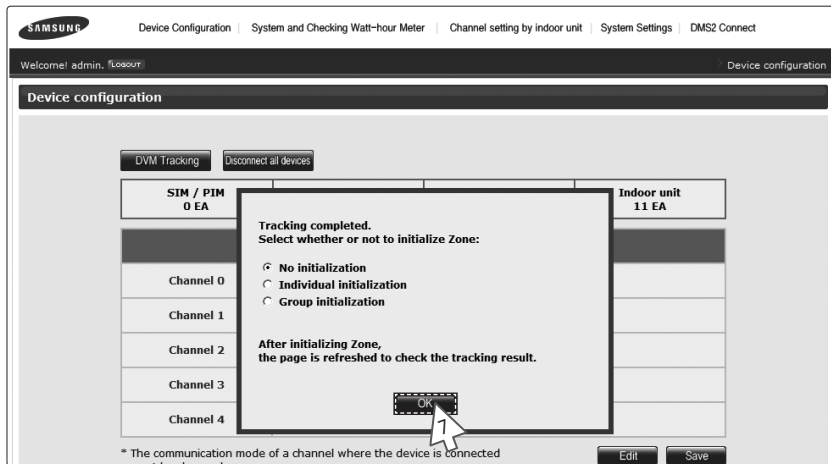 SAMSUNG
Device Configuration | System and Checking Watt-hour Meter | Channel setting by indoor unit | System Settings | DMS2 Connect
Welcome! admin. LOGOUT
> Device configuration
Device configuration
DVM Tracking
Disconnect all devices
SIM / PIM
0 EA
Indoor unit
11 EA
Tracking completed.
Select whether or not to initialize Zone:
No initialization
Individual initialization
Group initialization
After initializing Zone,
the page is refreshed to check the tracking result.
OK
7
Channel 0
Channel 1
Channel 2
Channel 3
Channel 4
* The communication mode of a channel where the device is connected
Edit
Save